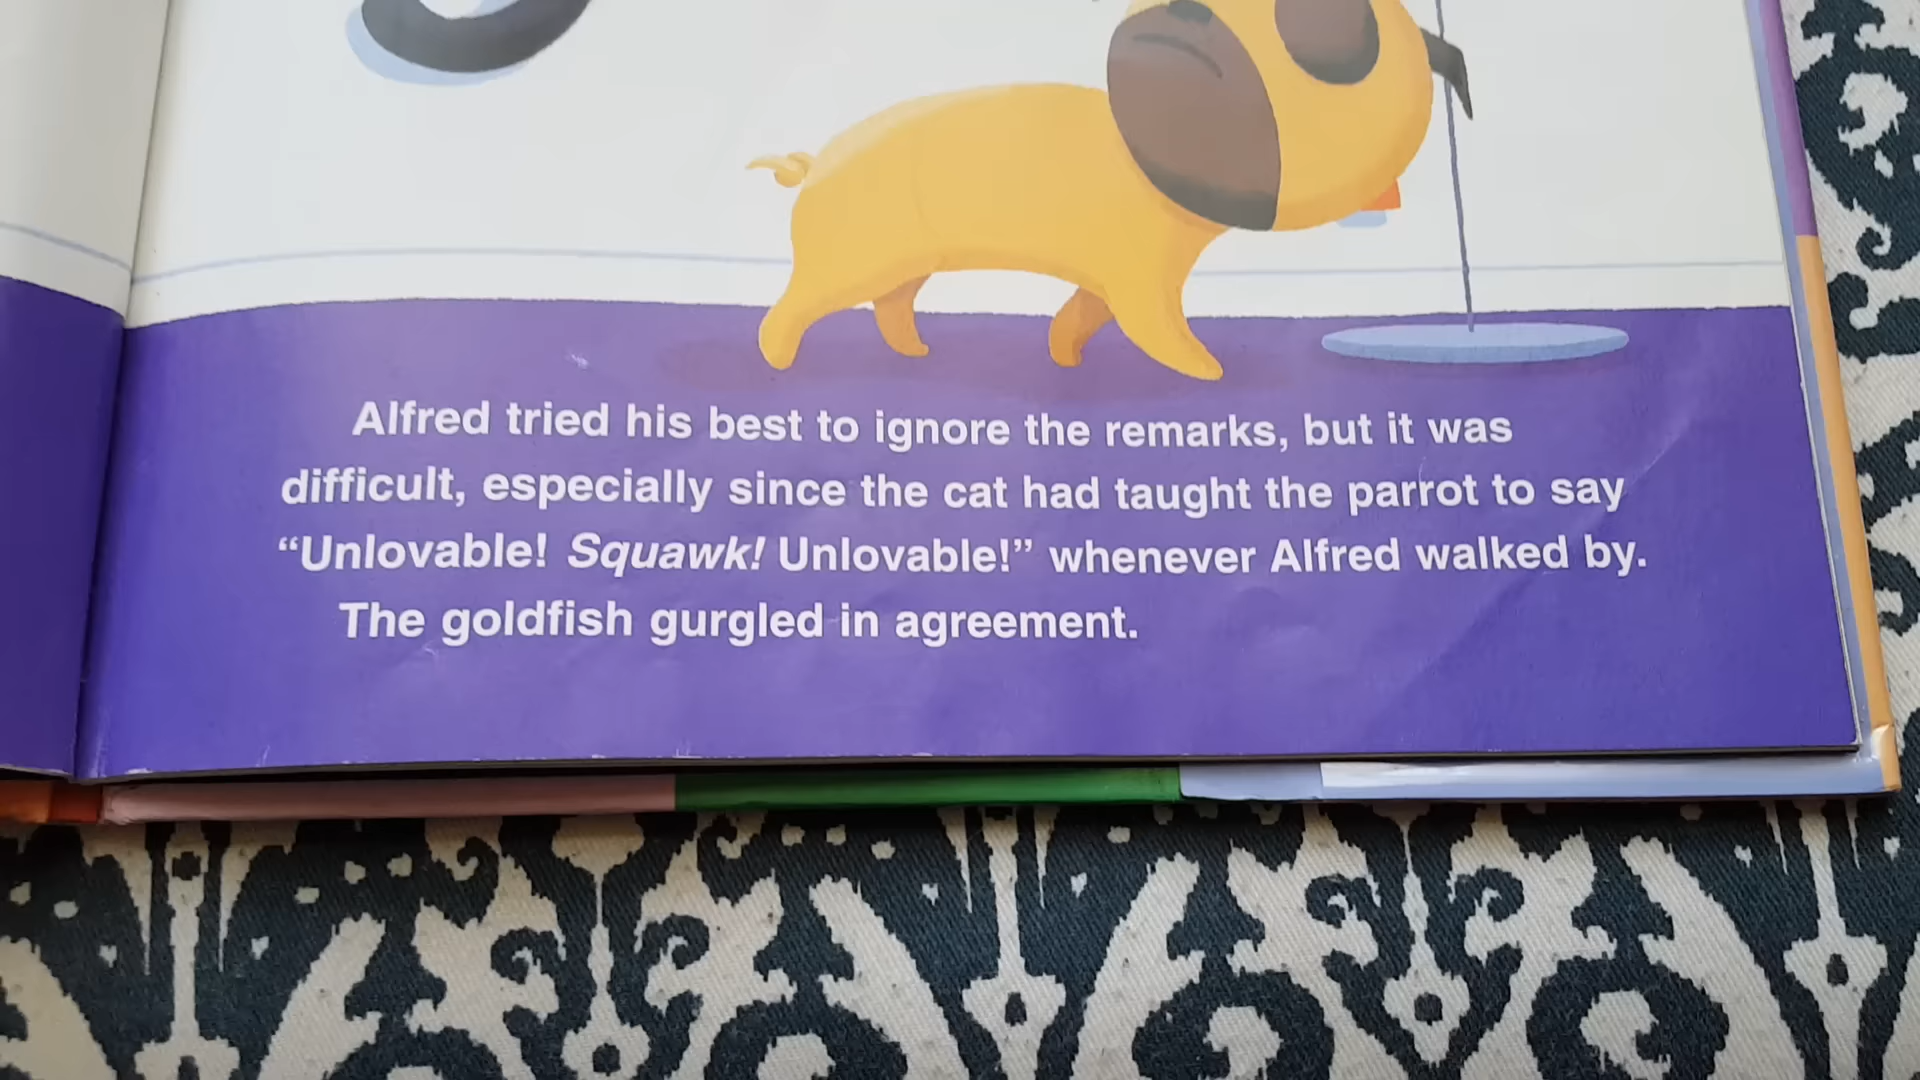 Alfred tried his best to ignore the remarks, but it was
difficult, especially since the cat had taught the parrot to say
“Unlovable! Squawk! Unlovable!” whenever Alfred walked by.
The goldfish gurgled in agreement.